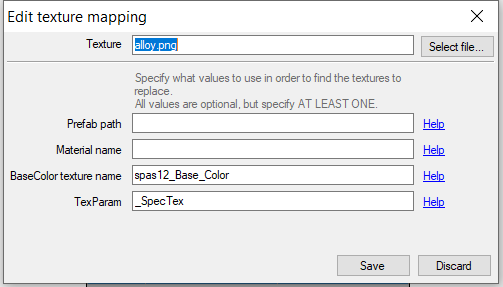 Edit texture mapping
Texture alloy.png Select file...
Specify what values to use in order to find the textures to
replace.
All values are optional, but specify AT LEAST ONE.
Prefab path Help
Material name Help
BaseColor texture name spas12_Base_Color Help
TexParam _SpecTex Help
Save Discard